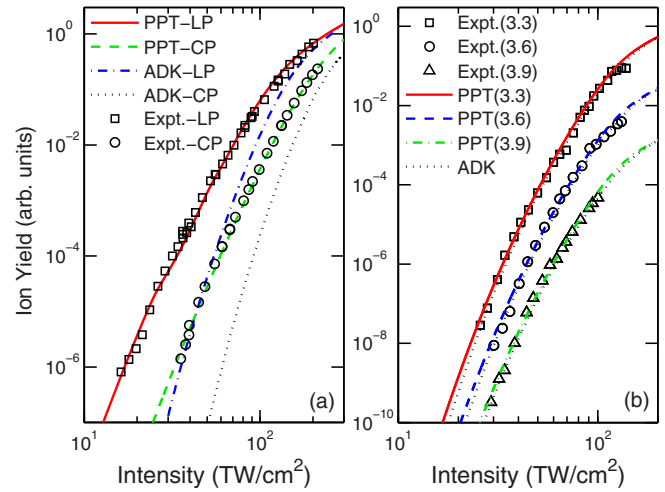 Ion Yield (arb. units)
10^0
10^-2
10^-4
10^-6
PPT-LP
PPT-CP
ADK-LP
ADK-CP
Expt.-LP
Expt.-CP
(a)
10^1
10^2
Intensity (TW/cm^2)
10^0
10^-2
10^-4
10^-6
10^-8
10^-10
Expt.(3.3)
Expt.(3.6)
Expt.(3.9)
PPT(3.3)
PPT(3.6)
PPT(3.9)
ADK
(b)
10^1
10^2
Intensity (TW/cm^2)